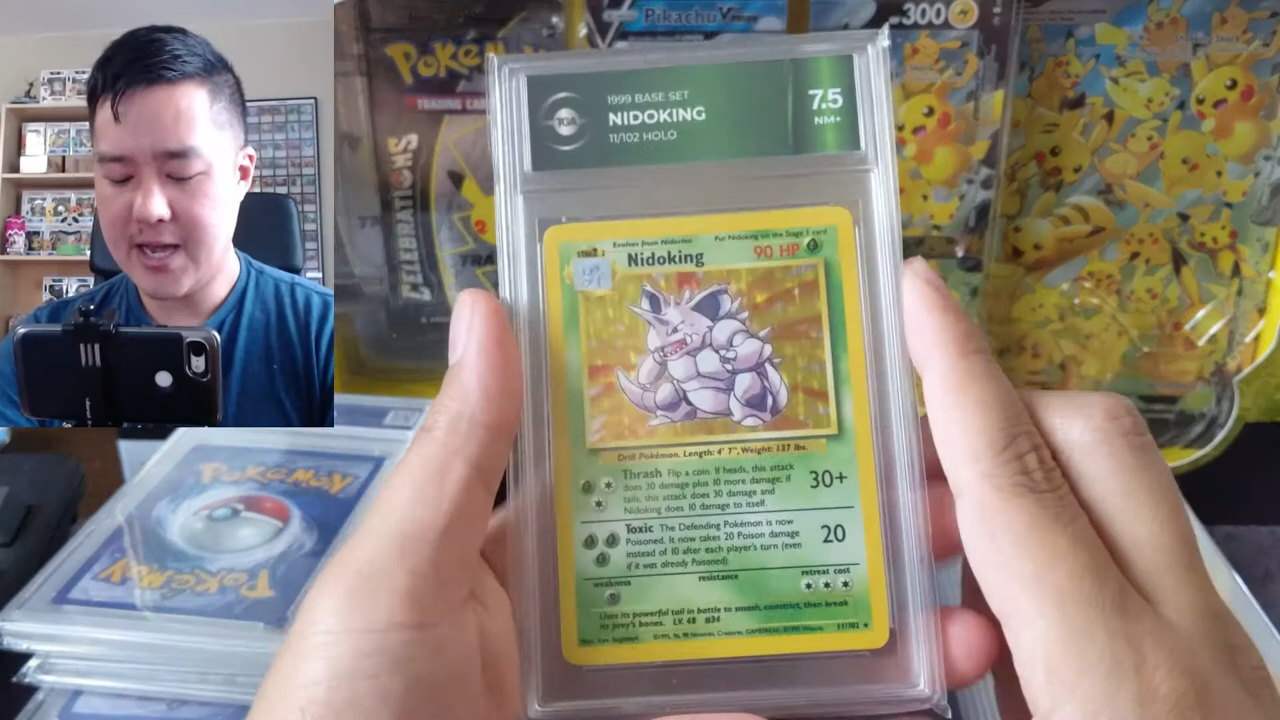 Pikachu Vmax
300
Pokémon
TRADING CA
CELEBRATIONS
TGA
1999 BASE SET
NIDOKING
11/102 HOLO
7.5
NM+
Evolves from Nidorino
Put Nidoking on the Stage 1 card
Nidoking
90 HP
Drill Pokémon. Length: 4' 7", Weight: 137 lbs.
Thrash Flip a coin. If heads, this attack
does 30 damage plus 10 more damage; if
tails, this attack does 30 damage and
Nidoking does 10 damage to itself.
30+
Toxic The Defending Pokémon is now
Poisoned. It now takes 20 Poison damage
instead of 10 after each player's turn (even
if it was already Poisoned).
20
weakness
resistance
retreat cost
Uses its powerful tail in battle to smash, constrict, then break
its prey's bones. LV. 48 #34
11/102
POKéMON
POKéMON